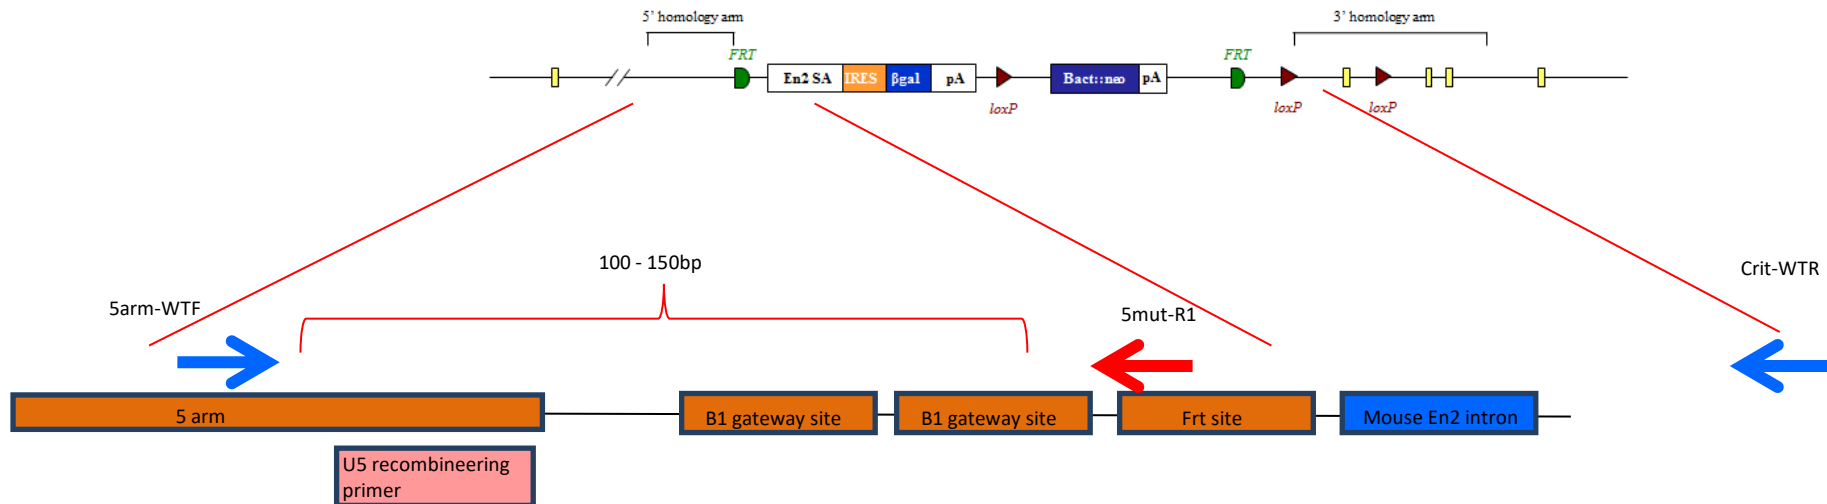 5' homology arm
3' homology arm
FRT
FRT
En2 SA
IRES
βgal
pA
Bact::neo
pA
loxP
loxP
loxP
100 - 150bp
Crit-WTR
5arm-WTF
5mut-R1
5 arm
B1 gateway site
B1 gateway site
Frt site
Mouse En2 intron
U5 recombineering
primer